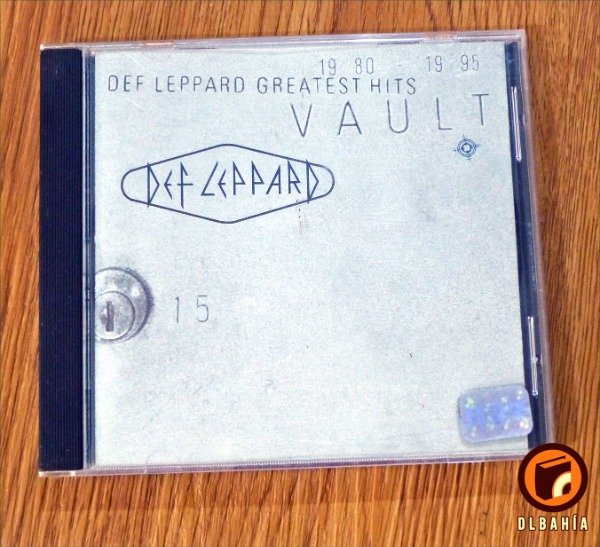 19 80 - 19 95
DEF LEPPARD GREATEST HITS
VAULT
DEF LEPPARD
15
DLBAHÍA